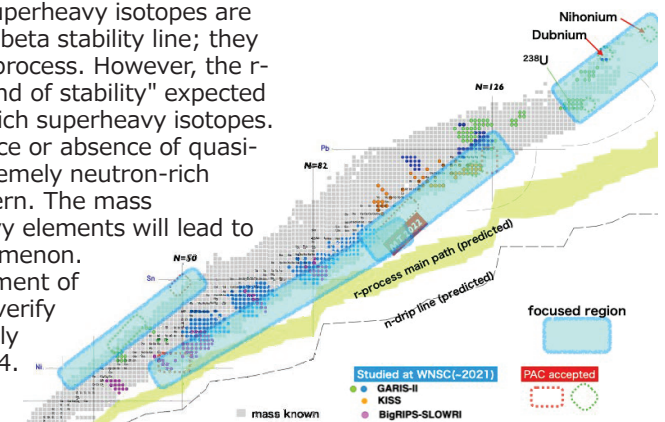 uperheavy isotopes are
beta stability line; they
process. However, the r-
nd of stability" expected
ich superheavy isotopes.
ce or absence of quasi-
emely neutron-rich
ern. The mass
vy elements will lead to
omenon.
ment of
verify
ly
4.
Nihonium
Dubnium
238U
N=126
Pb
N=82
N=50
Sn
Ni
r-process main path (predicted)
n-drip line (predicted)
focused region
Studied at WNSC(~2021)
GARIS-II
KISS
BigRIPS-SLOWRI
PAC accepted
mass known